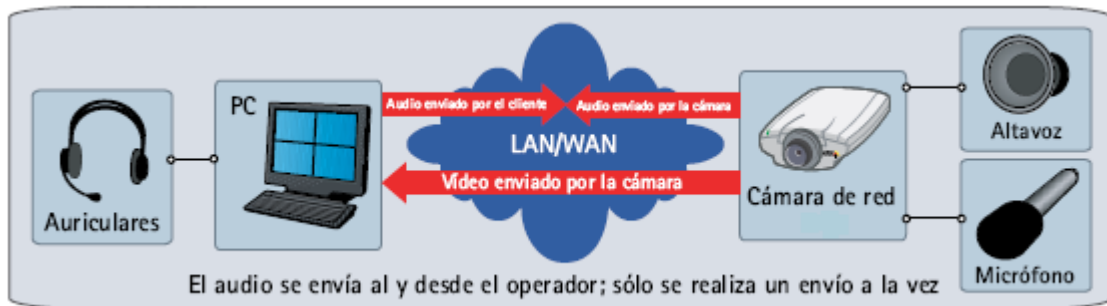 PC
Auriculares
Audio enviado por el cliente
Audio enviado por la cámara
LAN/WAN
Vídeo enviado por la cámara
Cámara de red
Altavoz
Micrófono
El audio se envía al y desde el operador; sólo se realiza un envío a la vez